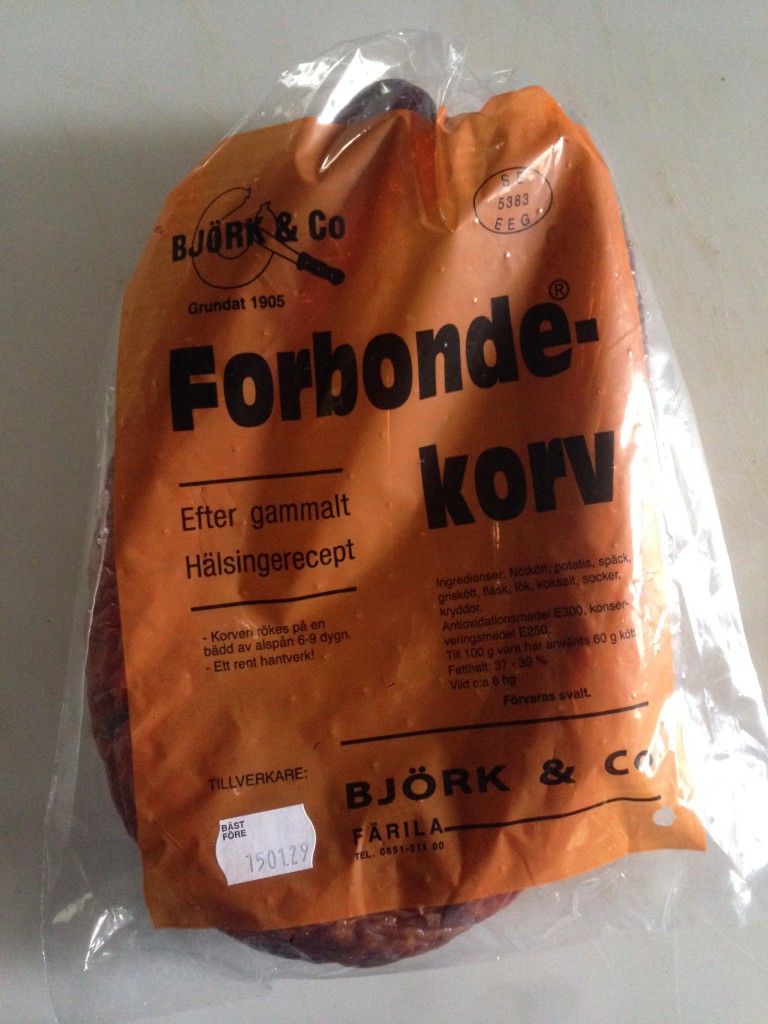 S E
5383
E E G
BJÖRK & Co
Grundat 1905
Forbonde-®
korv
Efter gammalt
Hälsingerecept
- Korven rökes på en
bädd av alspån 6-9 dygn.
- Ett rent hantverk!
Ingredienser: Nötkött, potatis, späck,
griskött, fläsk, lök, koksalt, socker,
kryddor.
Antioxidationsmedel E300, konser-
veringsmedel E250.
Till 100 g vara har använts 60 g kött
Fetthalt: 37 - 39 %
Vikt c:a 6 hg
Förvaras svalt.
TILLVERKARE:
BJÖRK & Co
FÄRILA
TEL. 0651-211 00
BÄST
FÖRE
150129